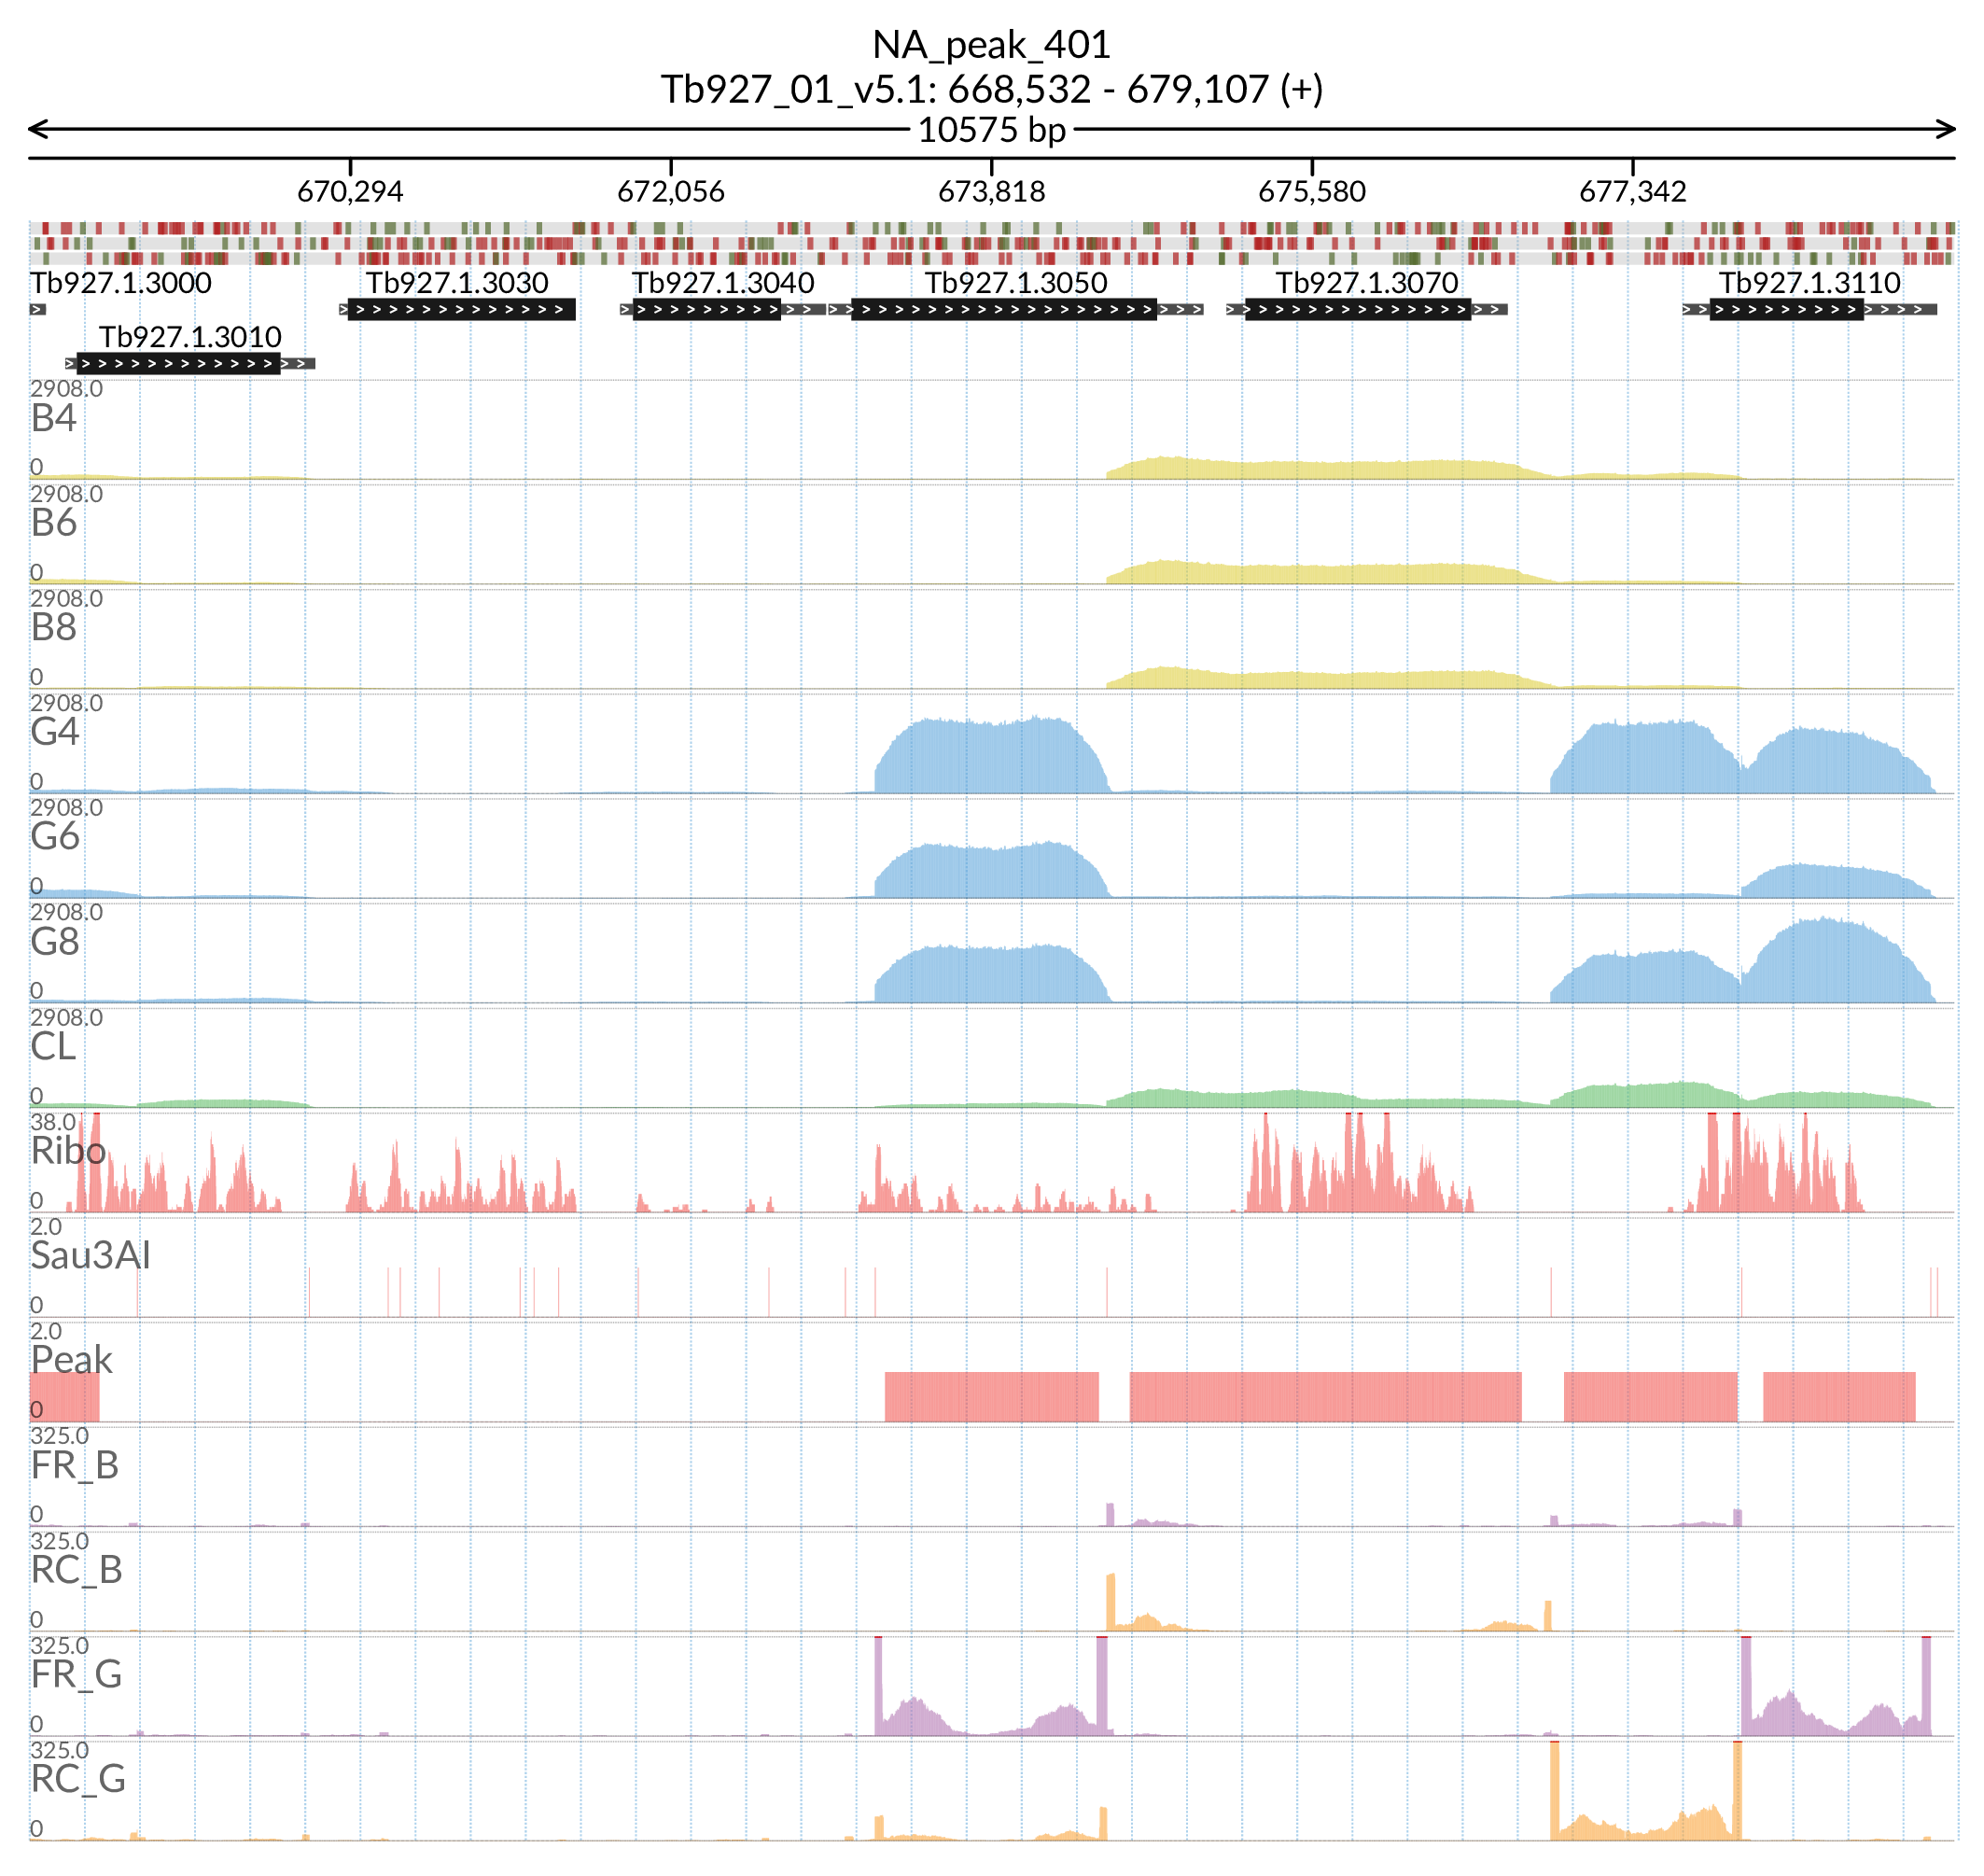 NA_peak_401
Tb927_01_v5.1: 668,532 - 679,107 (+)
10575 bp
670,294 672,056 673,818 675,580 677,342
Tb927.1.3000 Tb927.1.3030 Tb927.1.3040 Tb927.1.3050 Tb927.1.3070 Tb927.1.3110
Tb927.1.3010
2908.0
B4
0
2908.0
B6
0
2908.0
B8
0
2908.0
G4
0
2908.0
G6
0
2908.0
G8
0
2908.0
CL
0
38.0
Ribo
0
2.0
Sau3AI
0
2.0
Peak
0
325.0
FR_B
0
325.0
RC_B
0
325.0
FR_G
0
325.0
RC_G
0